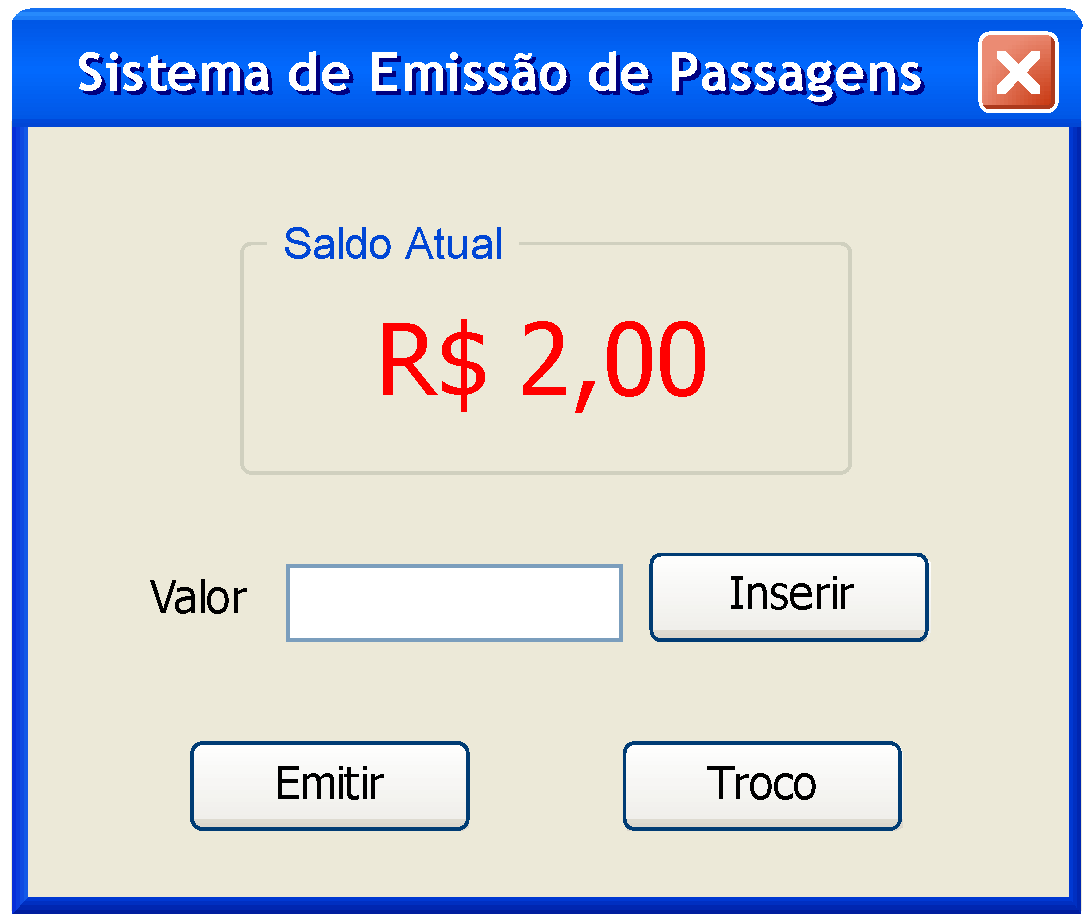 Sistema de Emissão de Passagens
Saldo Atual
R$ 2,00
Valor
Inserir
Emitir
Troco